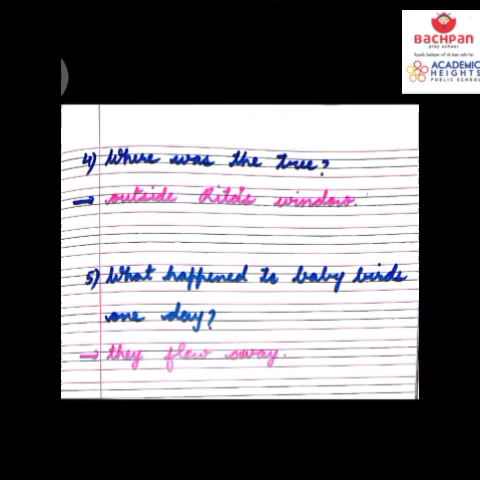 BACHPAN
play school
ACADEMIC
HEIGHTS
PUBLIC SCHOOL
4) Where was the tree?
→ outside Rita's window.
5) What happened to baby birds
one day?
→ they flew away.